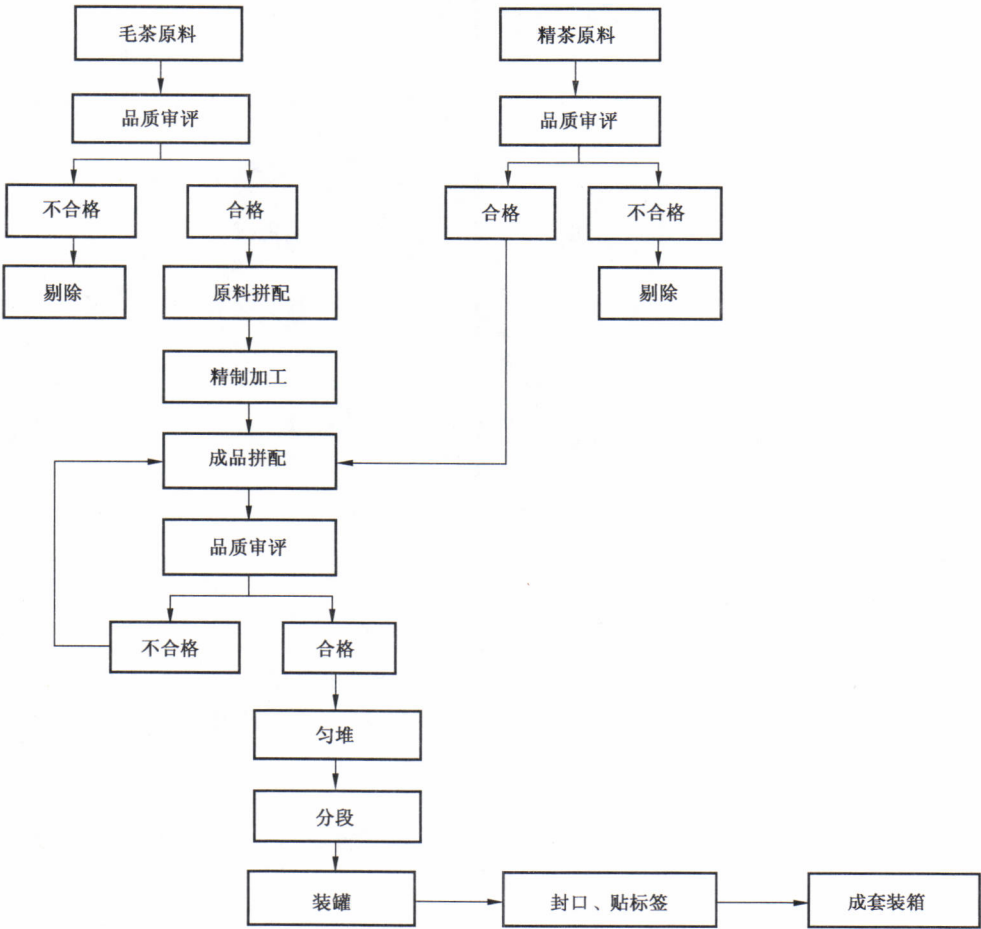 毛茶原料
精茶原料
品质审评
品质审评
不合格
合格
合格
不合格
剔除
原料拼配
剔除
精制加工
成品拼配
品质审评
不合格
合格
匀堆
分段
装罐
封口、贴标签
成套装箱